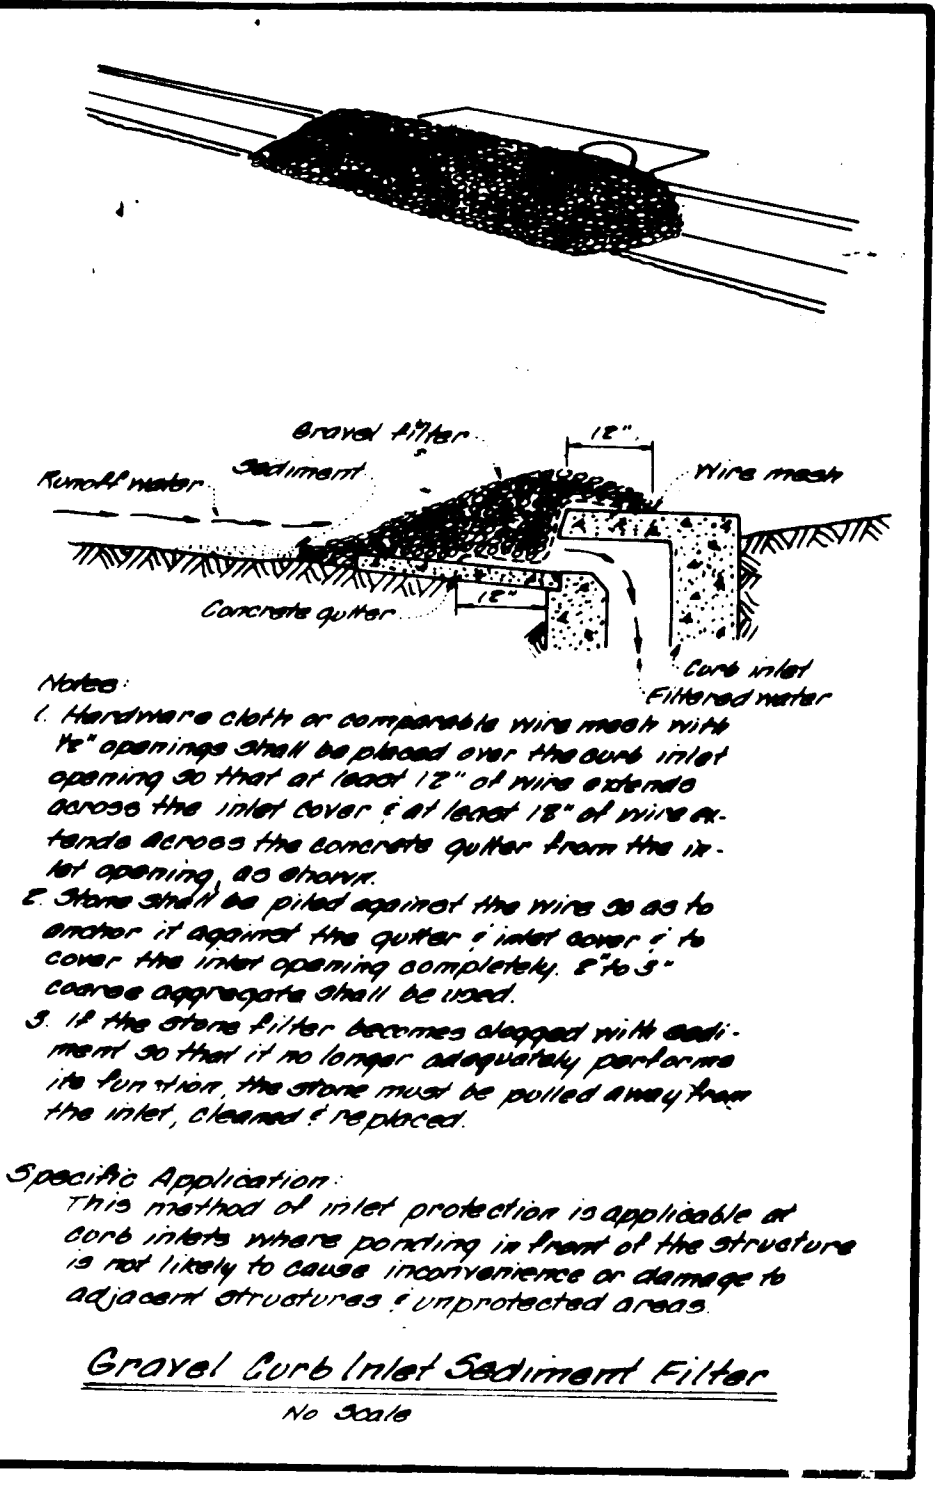 Gravel filter
12"
Sediment
Wire mesh
Runoff water
12"
Concrete gutter
Curb inlet
Filtered water
Notes:
1. Hardware cloth or comparable wire mesh with
1/2" openings shall be placed over the curb inlet
opening so that at least 12" of wire extends
across the inlet cover & at least 12" of wire ex-
tends across the concrete gutter from the in-
let opening, as shown.
2. Stone shall be piled against the wire so as to
anchor it against the gutter & inlet cover & to
cover the inlet opening completely. 2" to 3"
coarse aggregate shall be used.
3. If the stone filter becomes clogged with sedi-
ment so that it no longer adequately performs
its function, the stone must be pulled away from
the inlet, cleaned & replaced.
Specific Application:
This method of inlet protection is applicable at
curb inlets where ponding in front of the structure
is not likely to cause inconvenience or damage to
adjacent structures & unprotected areas.
Gravel Curb Inlet Sediment Filter
No Scale